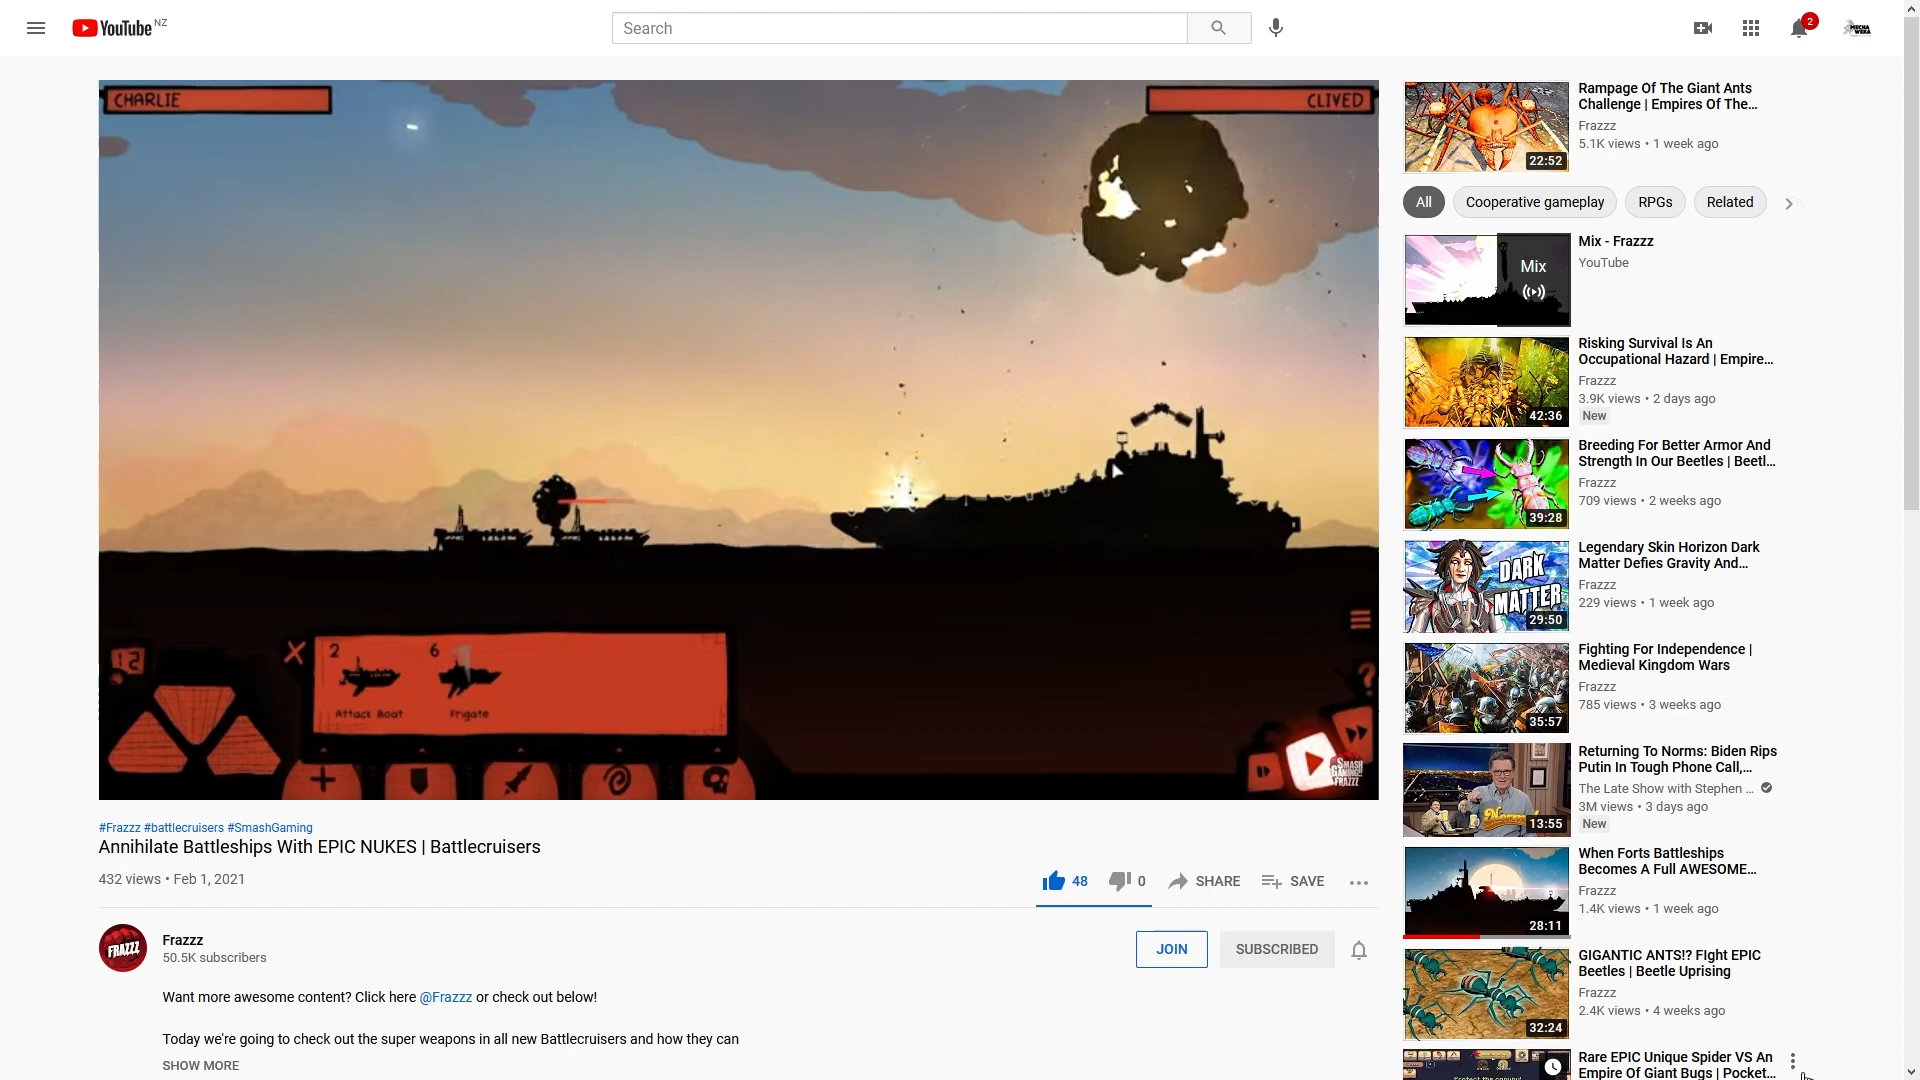 YouTube NZ
Search
2
CHARLIE
CLIVED
12
2
6
Attack Boat
Frigate
?
SMASH
GAMING!!
FRAZZZ
#Frazzz #battlecruisers #SmashGaming
Annihilate Battleships With EPIC NUKES | Battlecruisers
432 views • Feb 1, 2021
48
0
SHARE
SAVE
FRAZZZ
Frazzz
50.5K subscribers
JOIN
SUBSCRIBED
Want more awesome content? Click here @Frazzz or check out below!
Today we're going to check out the super weapons in all new Battlecruisers and how they can
SHOW MORE
22:52
Rampage Of The Giant Ants
Challenge | Empires Of The...
Frazzz
5.1K views • 1 week ago
All
Cooperative gameplay
RPGs
Related
Mix
Mix - Frazzz
YouTube
42:36
Risking Survival Is An
Occupational Hazard | Empire...
Frazzz
3.9K views • 2 days ago
New
39:28
Breeding For Better Armor And
Strength In Our Beetles | Beetl...
Frazzz
709 views • 2 weeks ago
DARK
MATTER
29:50
Legendary Skin Horizon Dark
Matter Defies Gravity And...
Frazzz
229 views • 1 week ago
35:57
Fighting For Independence |
Medieval Kingdom Wars
Frazzz
785 views • 3 weeks ago
13:55
Returning To Norms: Biden Rips
Putin In Tough Phone Call,...
The Late Show with Stephen ...
3M views • 3 days ago
New
28:11
When Forts Battleships
Becomes A Full AWESOME...
Frazzz
1.4K views • 1 week ago
32:24
GIGANTIC ANTS!? FIght EPIC
Beetles | Beetle Uprising
Frazzz
2.4K views • 4 weeks ago
Rare EPIC Unique Spider VS An
Empire Of Giant Bugs | Pocket...